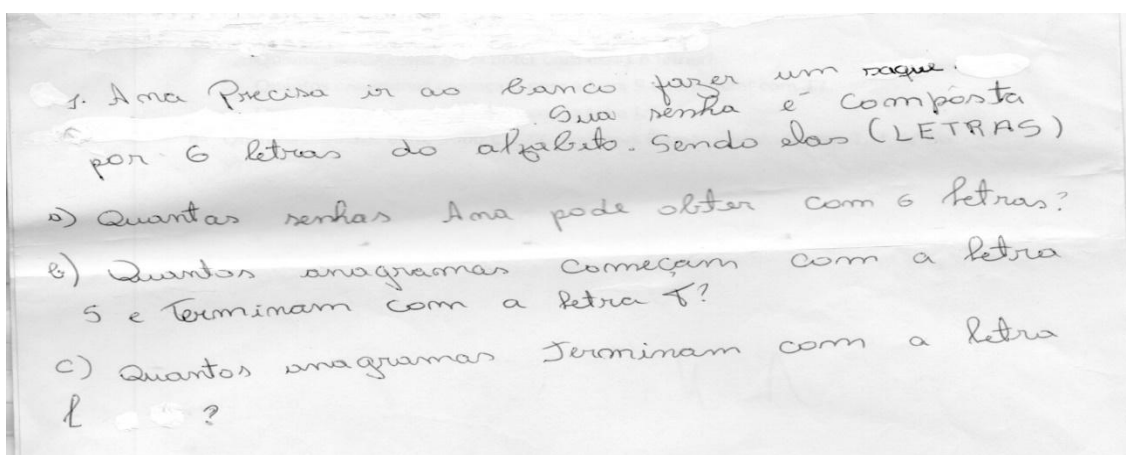 1. Ana Precisa ir ao banco fazer um saque.
Sua senha é composta
por 6 letras do alfabeto. Sendo elas (LETRAS)
a) Quantas senhas Ana pode obter com 6 letras?
b) Quantos anagramas começam com a letra
S e Terminam com a letra T?
c) Quantos anagramas Terminam com a letra
l ?